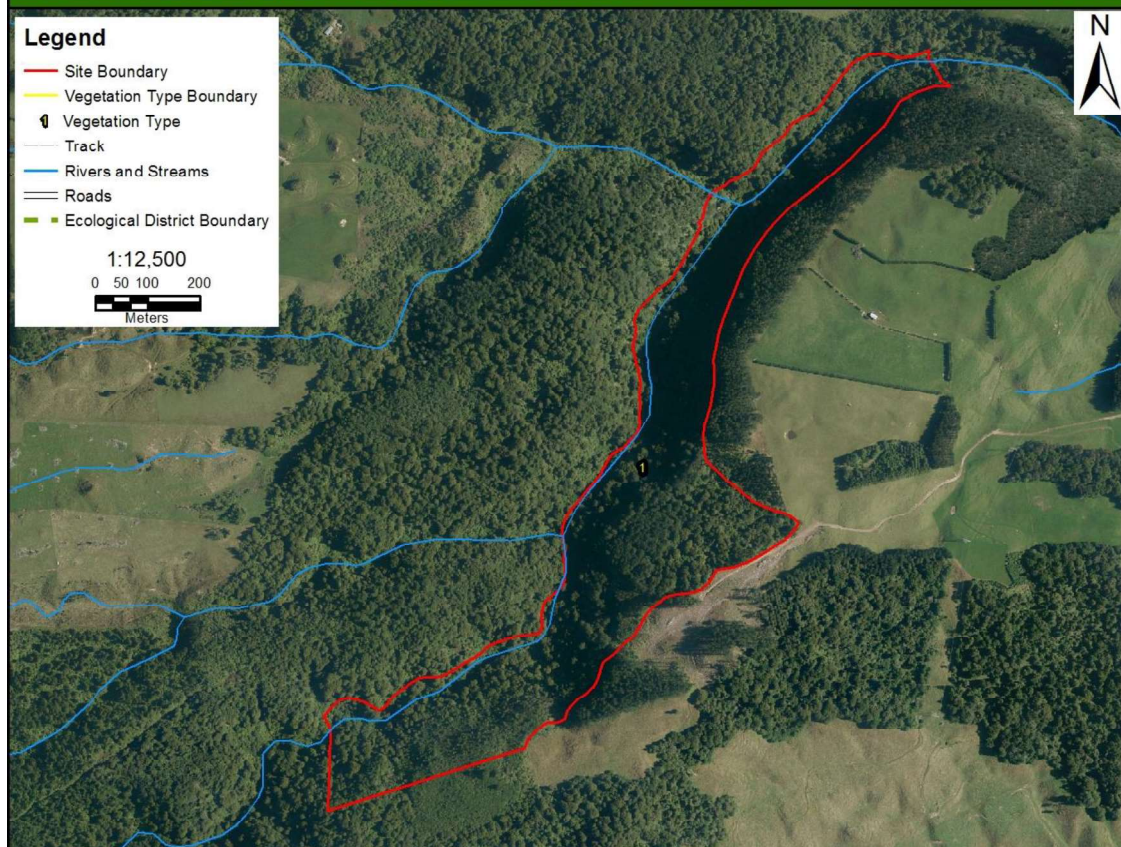 Legend
Site Boundary
Vegetation Type Boundary
1 Vegetation Type
Track
Rivers and Streams
Roads
Ecological District Boundary
1:12,500
0 50 100 200
Meters
N
1